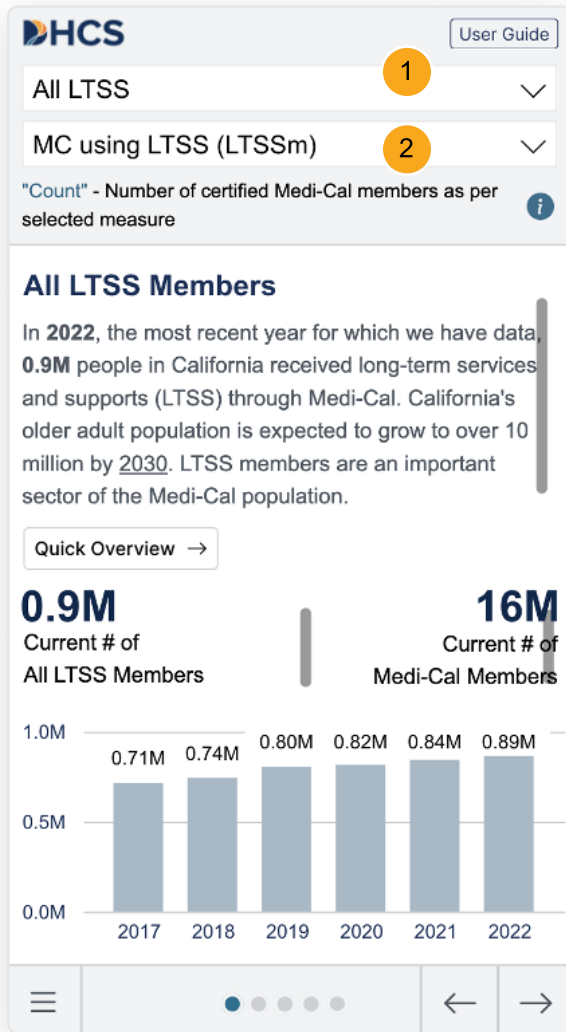 DHCS
User Guide
All LTSS
1
MC using LTSS (LTSSm)
2
"Count" - Number of certified Medi-Cal members as per
selected measure
i
All LTSS Members
In 2022, the most recent year for which we have data,
0.9M people in California received long-term services
and supports (LTSS) through Medi-Cal. California's
older adult population is expected to grow to over 10
million by 2030. LTSS members are an important
sector of the Medi-Cal population.
Quick Overview →
0.9M
Current # of
All LTSS Members
16M
Current # of
Medi-Cal Members
1.0M
0.5M
0.0M
0.71M
0.74M
0.80M
0.82M
0.84M
0.89M
2017
2018
2019
2020
2021
2022